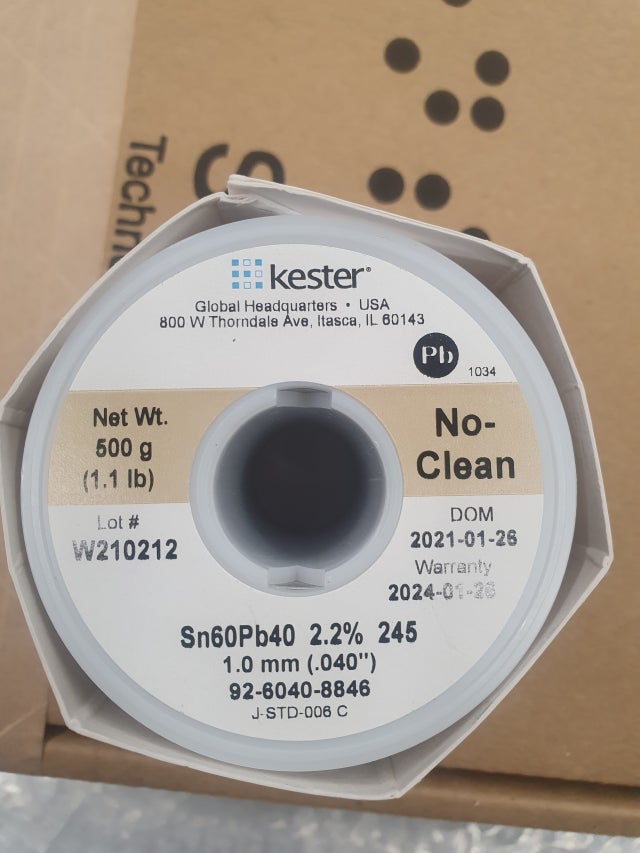 Techn
S
kester®
Global Headquarters • USA
800 W Thorndale Ave, Itasca, IL 60143
Pb
1034
Net Wt.
500 g
(1.1 lb)
No-
Clean
Lot #
W210212
DOM
2021-01-26
Warranty
2024-01-26
Sn60Pb40 2.2% 245
1.0 mm (.040")
92-6040-8846
J-STD-006 C